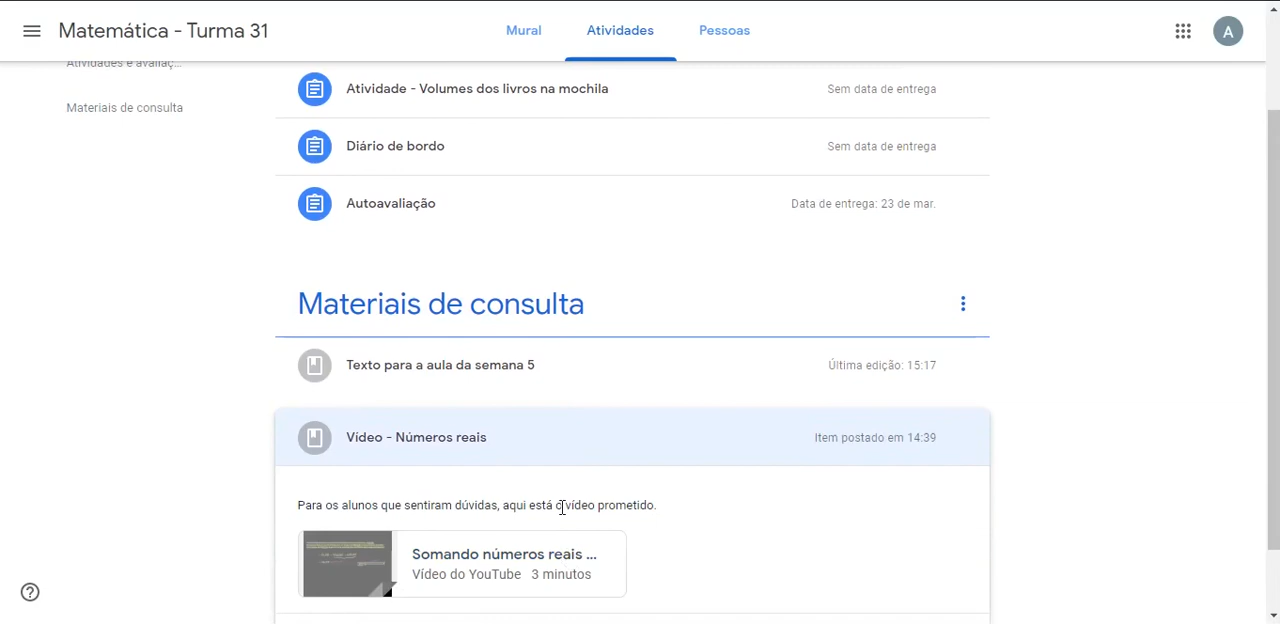 Matemática - Turma 31
Mural
Atividades
Pessoas
A
Atividades e avaliaç...
Materiais de consulta
Atividade - Volumes dos livros na mochila
Sem data de entrega
Diário de bordo
Sem data de entrega
Autoavaliação
Data de entrega: 23 de mar.
Materiais de consulta
Texto para a aula da semana 5
Última edição: 15:17
Vídeo - Números reais
Item postado em 14:39
Para os alunos que sentiram dúvidas, aqui está o vídeo prometido.
Somando números reais ...
Vídeo do YouTube 3 minutos